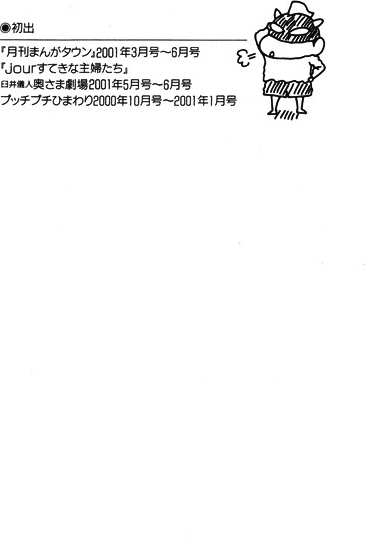 ◉初出
『月刊まんがタウン』2001年3月号～6月号
『Jourすてきな主婦たち』
臼井儀人奥さま劇場2001年5月号～6月号
プッチプチひまわり2000年10月号～2001年1月号